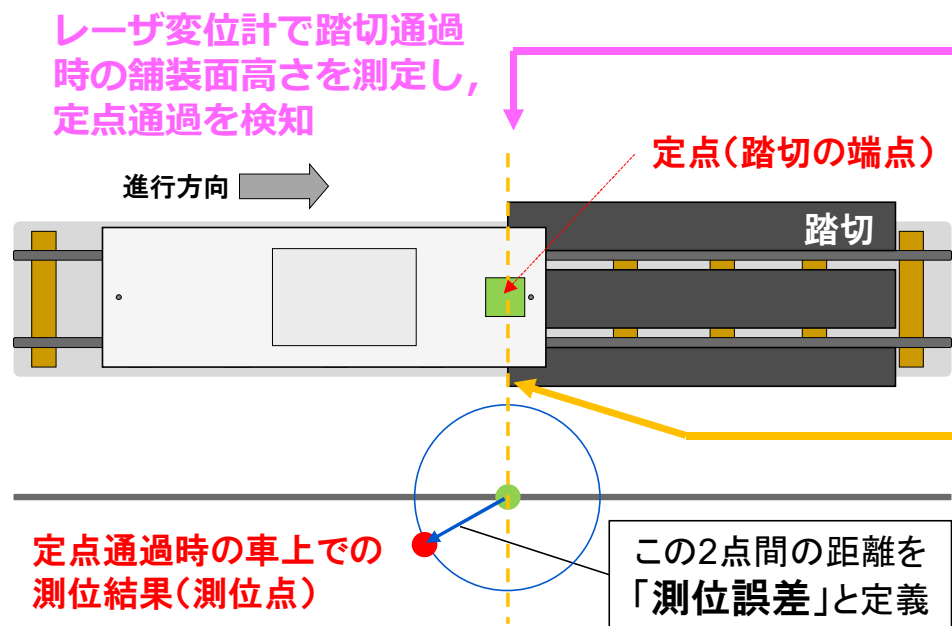 レーザ変位計で踏切通過
時の舗装面高さを測定し,
定点通過を検知
定点(踏切の端点)
進行方向
踏切
定点通過時の車上での
測位結果(測位点)
この2点間の距離を
「測位誤差」と定義